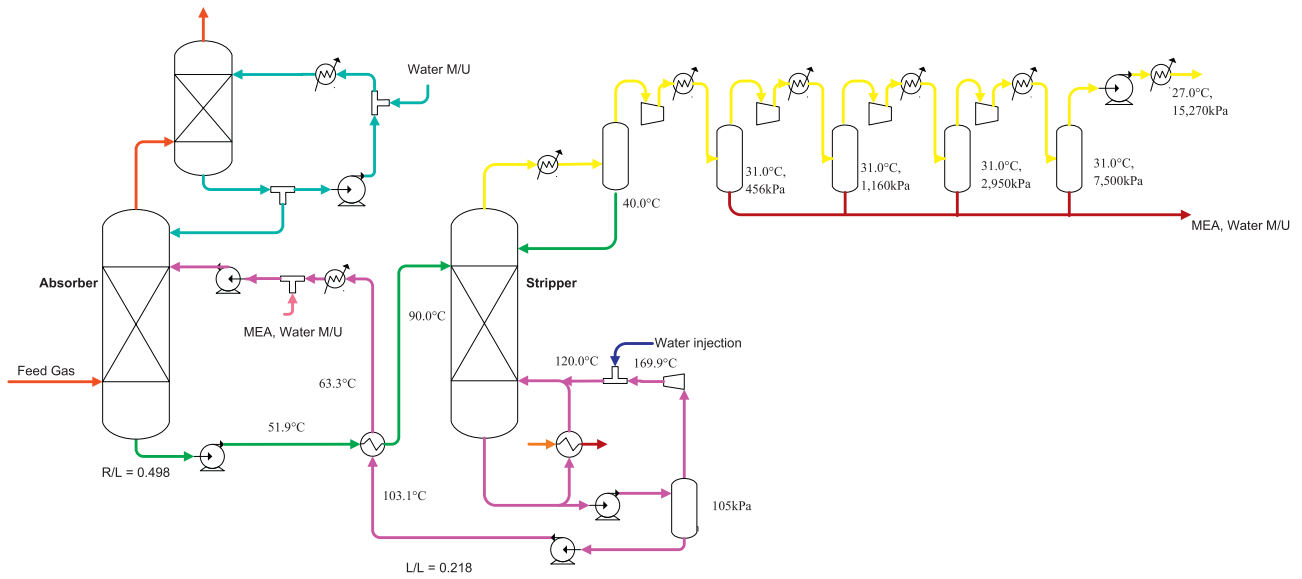 Water M/U
27.0°C,
15,270kPa
31.0°C,
456kPa
31.0°C,
1,160kPa
31.0°C,
2,950kPa
31.0°C,
7,500kPa
40.0°C
MEA, Water M/U
Absorber
Stripper
MEA, Water M/U
90.0°C
Water injection
120.0°C
169.9°C
Feed Gas
63.3°C
51.9°C
R/L = 0.498
103.1°C
105kPa
L/L = 0.218